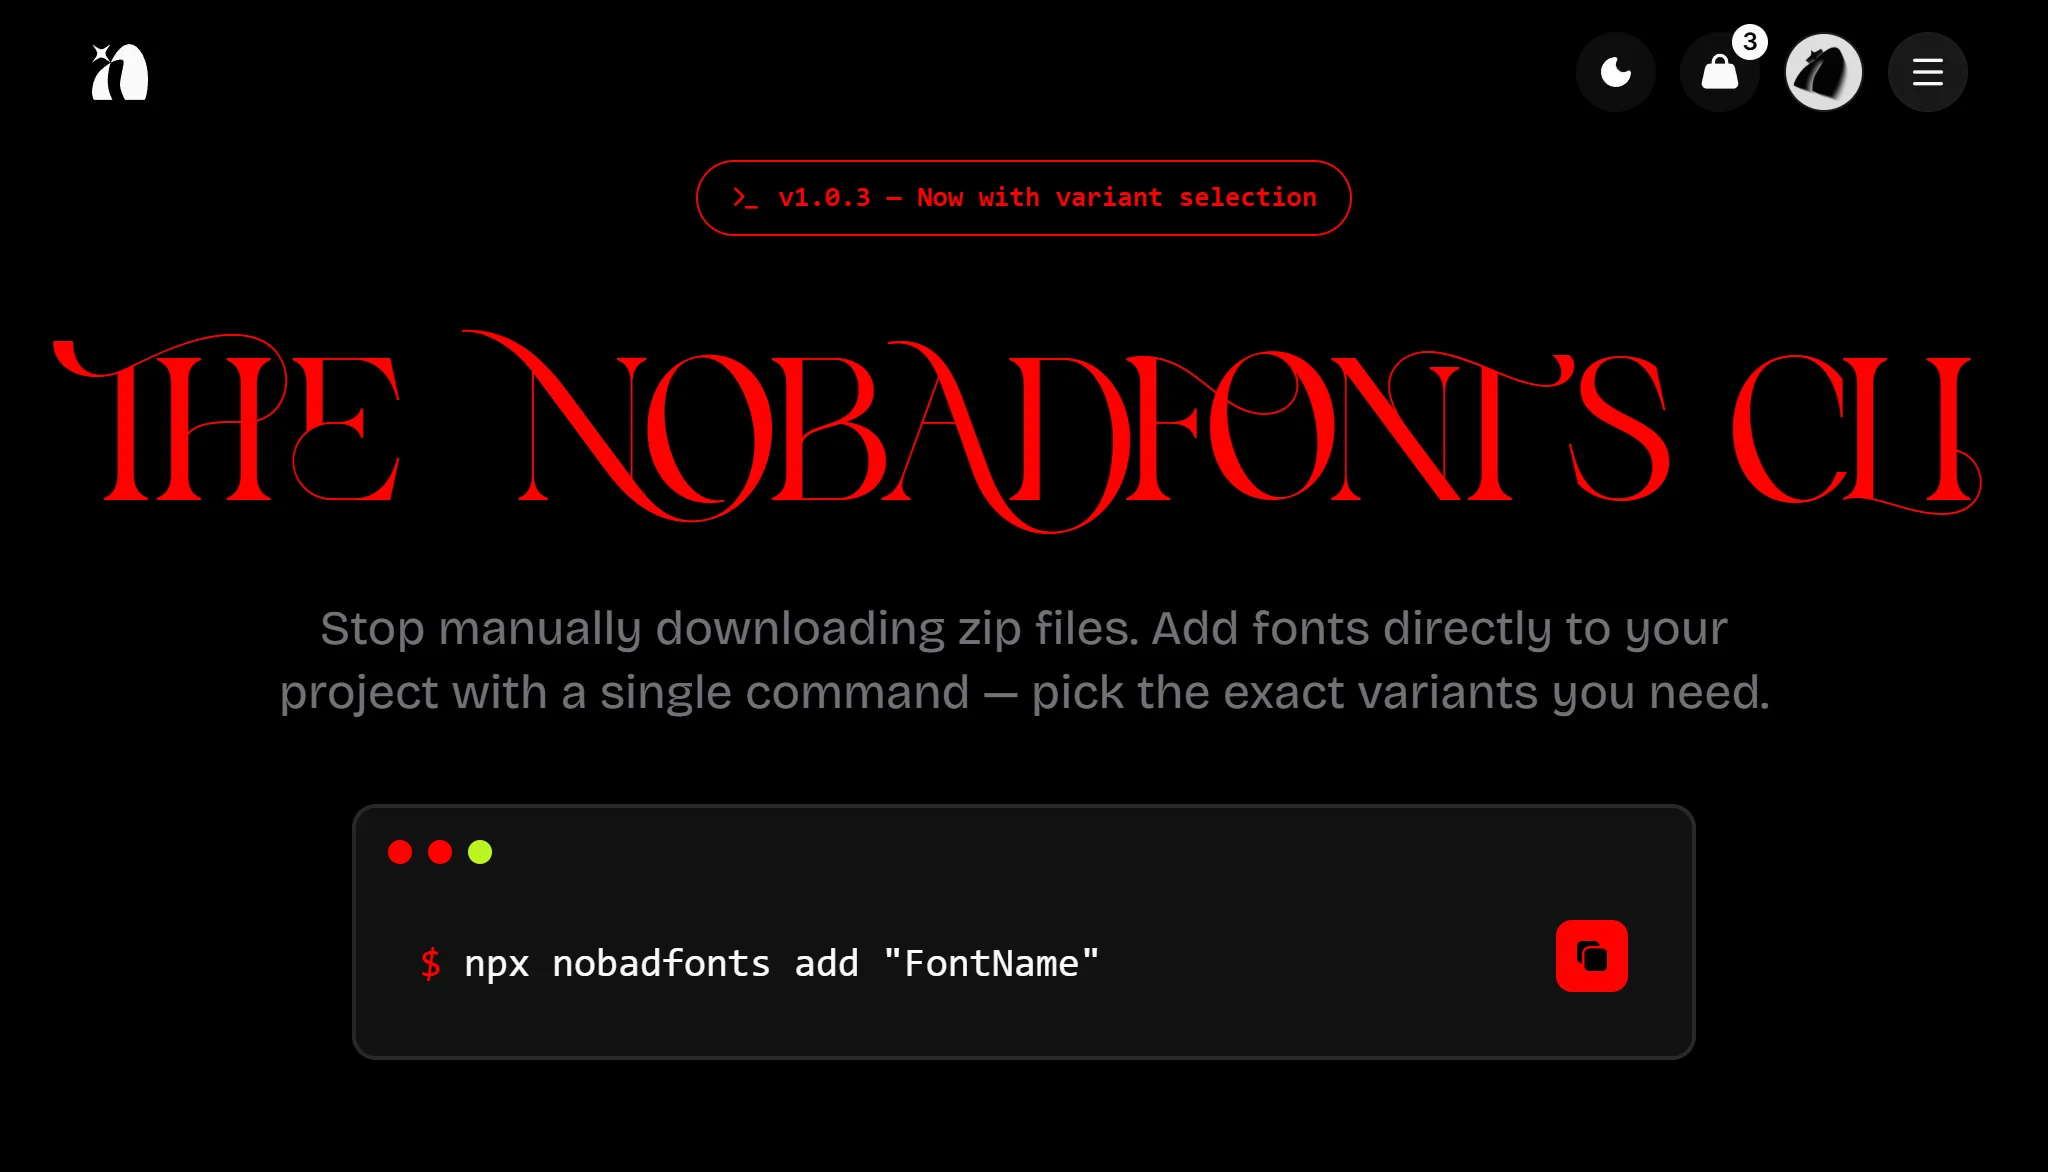 3
>_ v1.0.3 — Now with variant selection
THE NOBADFONTS CLI
Stop manually downloading zip files. Add fonts directly to your
project with a single command — pick the exact variants you need.
$ npx nobadfonts add "FontName"